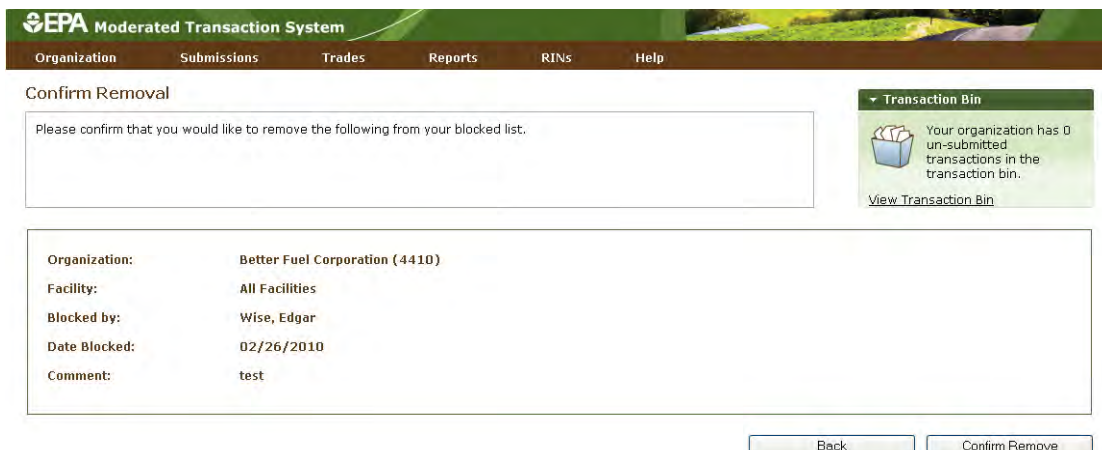 EPA Moderated Transaction System
Organization Submissions Trades Reports RINs Help
Confirm Removal
Please confirm that you would like to remove the following from your blocked list.
Transaction Bin
Your organization has 0
un-submitted
transactions in the
transaction bin.
View Transaction Bin
Organization: Better Fuel Corporation (4410)
Facility: All Facilities
Blocked by: Wise, Edgar
Date Blocked: 02/26/2010
Comment: test
Back Confirm Remove